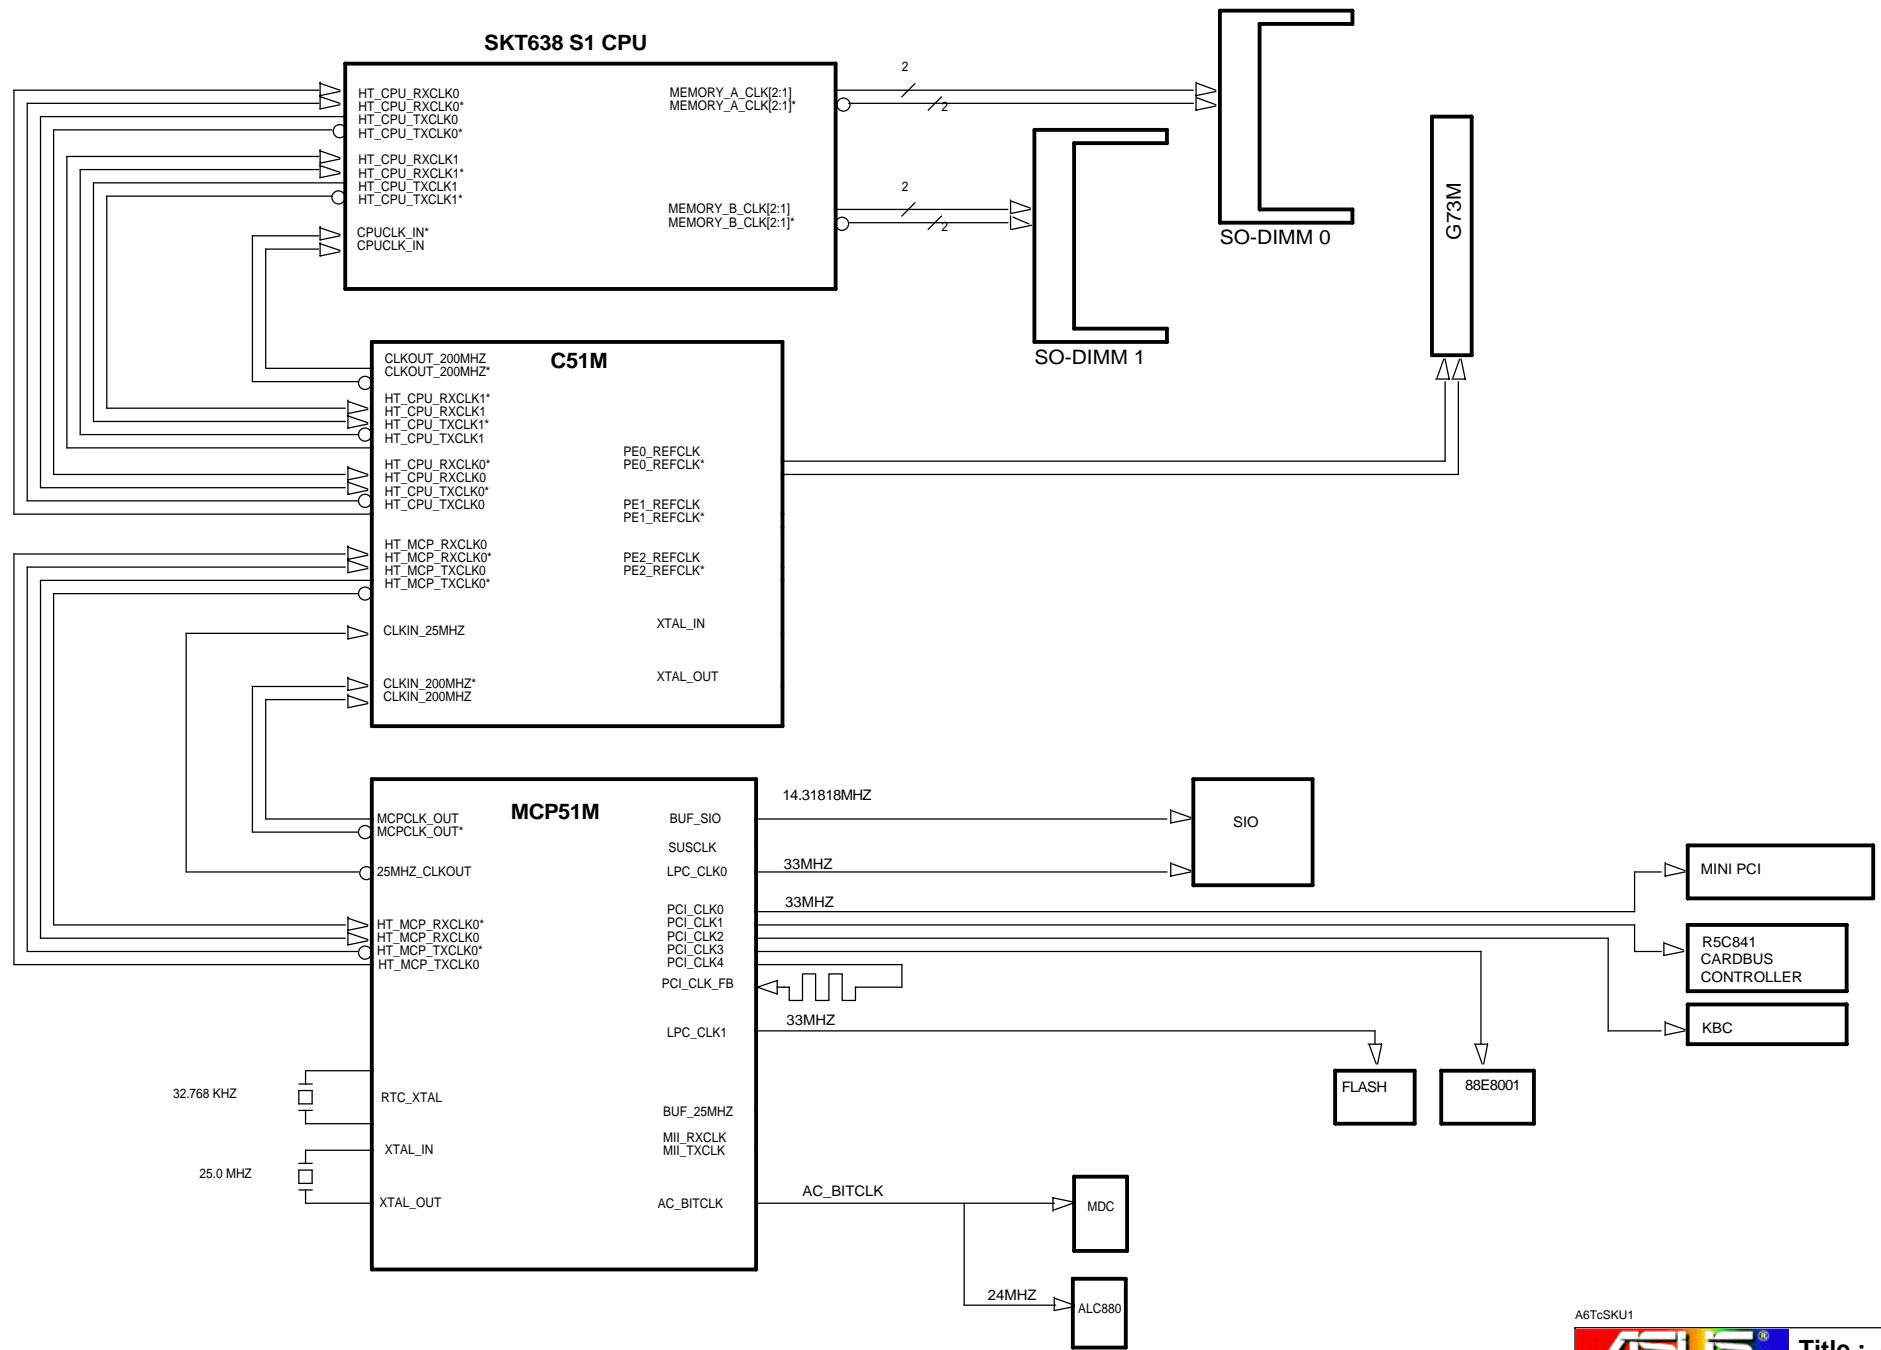 SKT638 S1 CPU
HT_CPU_RXCLK0
HT_CPU_RXCLK0*
HT_CPU_TXCLK0
HT_CPU_TXCLK0*
HT_CPU_RXCLK1
HT_CPU_RXCLK1*
HT_CPU_TXCLK1
HT_CPU_TXCLK1*
CPUCLK_IN*
CPUCLK_IN
MEMORY_A_CLK[2:1]
MEMORY_A_CLK[2:1]*
MEMORY_B_CLK[2:1]
MEMORY_B_CLK[2:1]*
2
2
2
2
SO-DIMM 0
SO-DIMM 1
G73M
C51M
CLKOUT_200MHZ
CLKOUT_200MHZ*
HT_CPU_RXCLK1*
HT_CPU_RXCLK1
HT_CPU_TXCLK1*
HT_CPU_TXCLK1
HT_CPU_RXCLK0*
HT_CPU_RXCLK0
HT_CPU_TXCLK0*
HT_CPU_TXCLK0
HT_MCP_RXCLK0
HT_MCP_RXCLK0*
HT_MCP_TXCLK0
HT_MCP_TXCLK0*
CLKIN_25MHZ
CLKIN_200MHZ*
CLKIN_200MHZ
PE0_REFCLK
PE0_REFCLK*
PE1_REFCLK
PE1_REFCLK*
PE2_REFCLK
PE2_REFCLK*
XTAL_IN
XTAL_OUT
MCP51M
MCPCLK_OUT
MCPCLK_OUT*
25MHZ_CLKOUT
HT_MCP_RXCLK0*
HT_MCP_RXCLK0
HT_MCP_TXCLK0*
HT_MCP_TXCLK0
RTC_XTAL
XTAL_IN
XTAL_OUT
32.768 KHZ
25.0 MHZ
BUF_SIO
SUSCLK
LPC_CLK0
PCI_CLK0
PCI_CLK1
PCI_CLK2
PCI_CLK3
PCI_CLK4
PCI_CLK_FB
LPC_CLK1
BUF_25MHZ
MII_RXCLK
MII_TXCLK
AC_BITCLK
14.31818MHZ
33MHZ
33MHZ
33MHZ
AC_BITCLK
24MHZ
SIO
MINI PCI
R5C841
CARDBUS
CONTROLLER
KBC
FLASH
88E8001
MDC
ALC880
A6TcSKU1
ASUS®
Title :